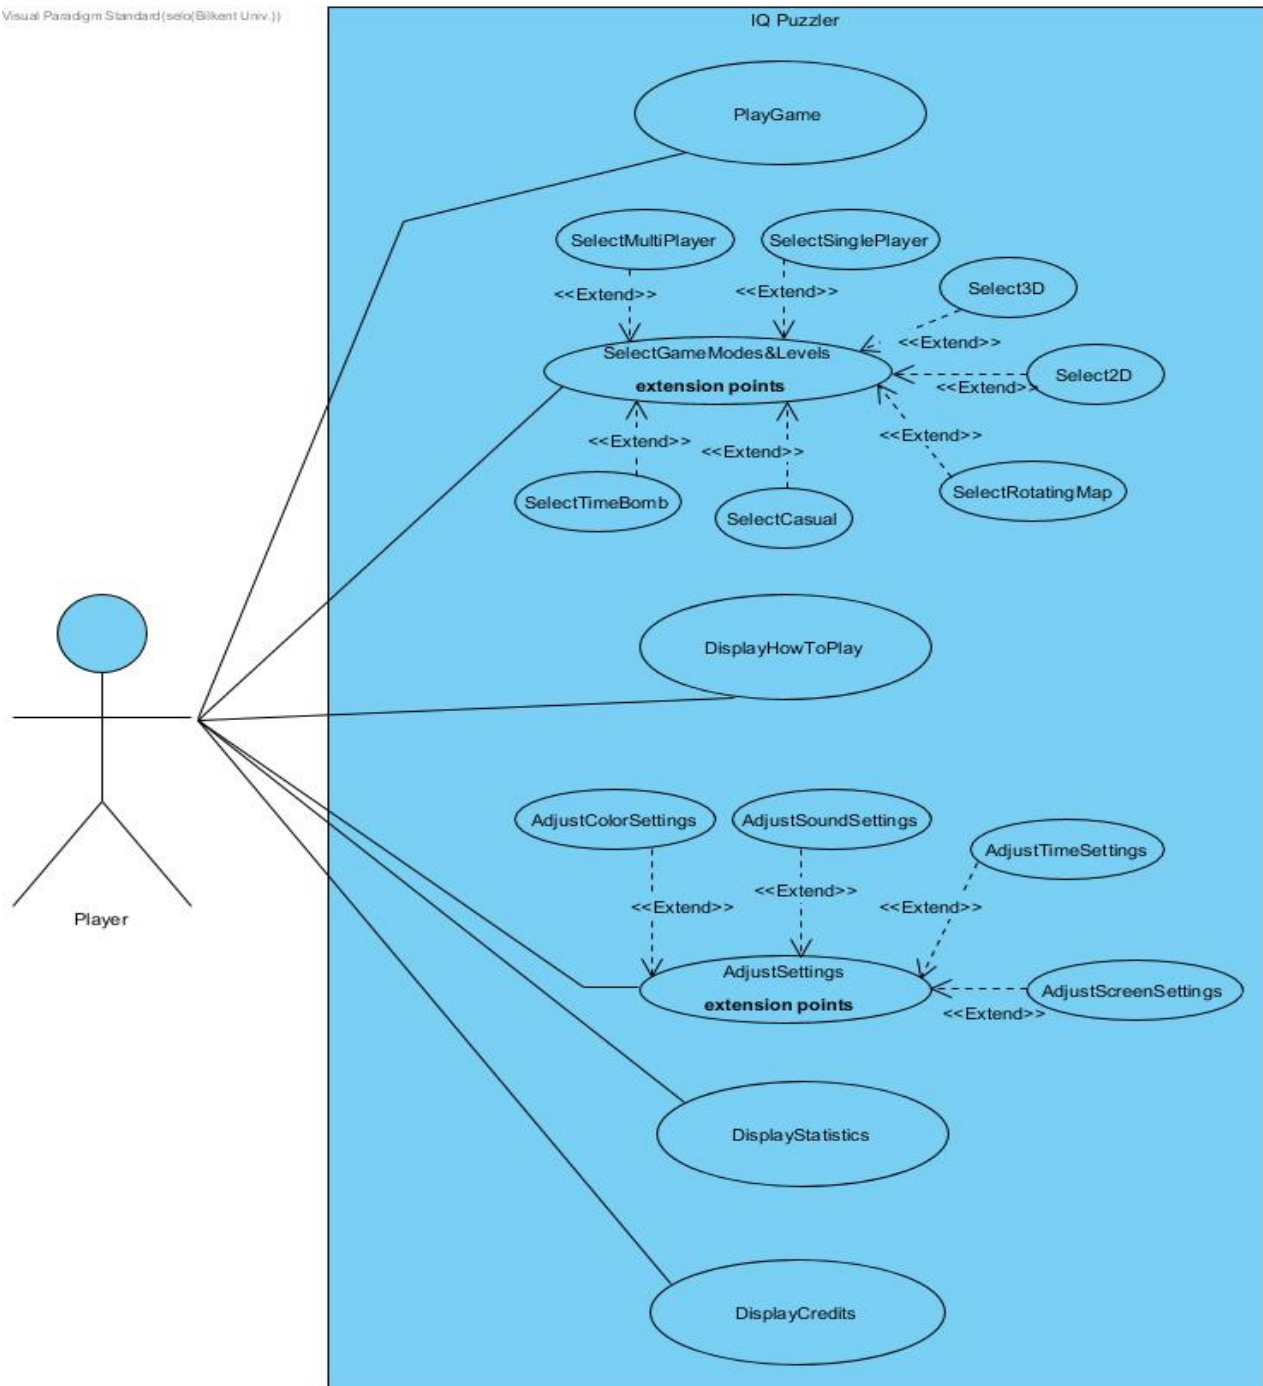 Visual Paradigm Standard(selo(Bilkent Univ.))
IQ Puzzler
PlayGame
SelectMultiPlayer
SelectSinglePlayer
Select3D
<<Extend>>
<<Extend>>
<<Extend>>
SelectGameModes&Levels
extension points
Select2D
<<Extend>>
<<Extend>>
<<Extend>>
<<Extend>>
SelectTimeBomb
SelectCasual
SelectRotatingMap
DisplayHowToPlay
AdjustColorSettings
AdjustSoundSettings
AdjustTimeSettings
<<Extend>>
<<Extend>>
<<Extend>>
Player
AdjustSettings
extension points
AdjustScreenSettings
<<Extend>>
DisplayStatistics
DisplayCredits